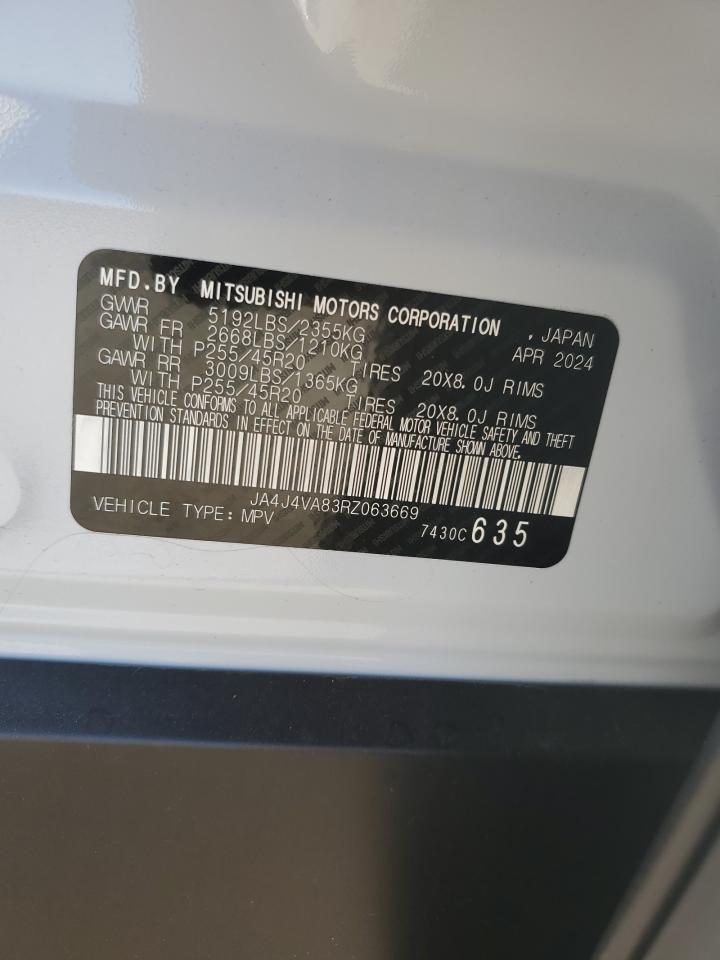 MFD.BY MITSUBISHI MOTORS CORPORATION , JAPAN
GVWR 5192LBS/2355KG APR 2024
GAWR FR 2668LBS/1210KG
WITH P255/45R20 TIRES 20X8.0J RIMS
GAWR RR 3009LBS/1365KG
WITH P255/45R20 TIRES 20X8.0J RIMS
THIS VEHICLE CONFORMS TO ALL APPLICABLE FEDERAL MOTOR VEHICLE SAFETY AND THEFT
PREVENTION STANDARDS IN EFFECT ON THE DATE OF MANUFACTURE SHOWN ABOVE.
JA4J4VA83RZ063669
VEHICLE TYPE: MPV 7430C 635